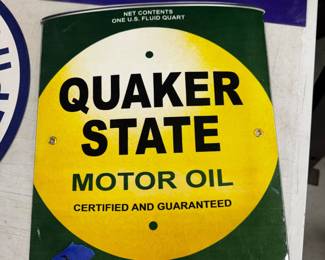 NET CONTENTS
ONE U.S. FLUID QUART
QUAKER
STATE
MOTOR OIL
CERTIFIED AND GUARANTEED